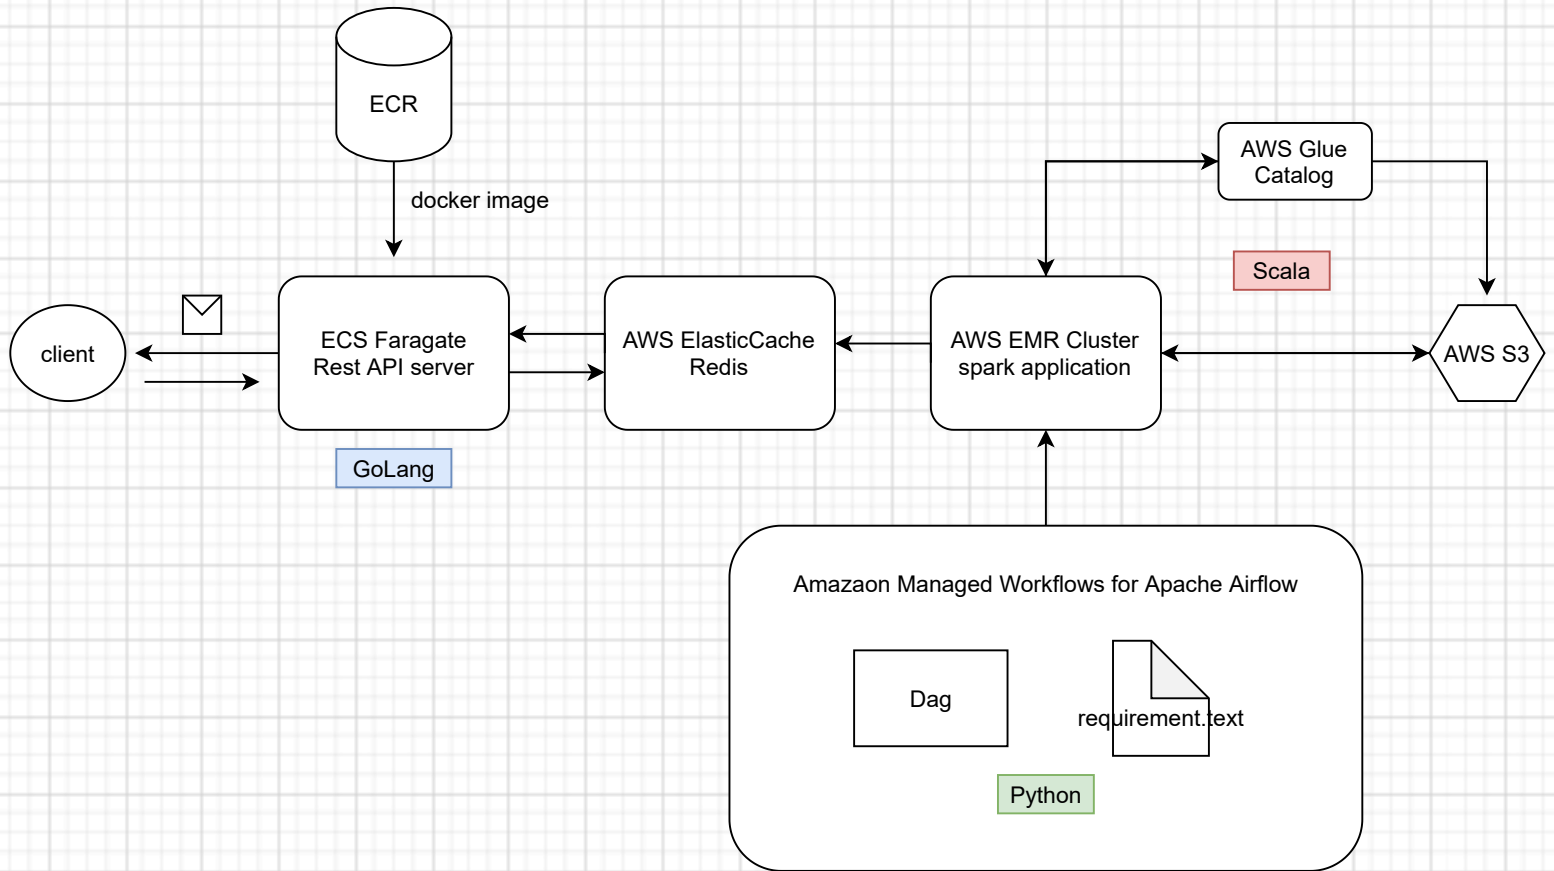 ECR
docker image
AWS Glue
Catalog
Scala
client
ECS Faragate
Rest API server
AWS ElasticCache
Redis
AWS EMR Cluster
spark application
AWS S3
GoLang
Amazaon Managed Workflows for Apache Airflow
Dag
requirement.text
Python